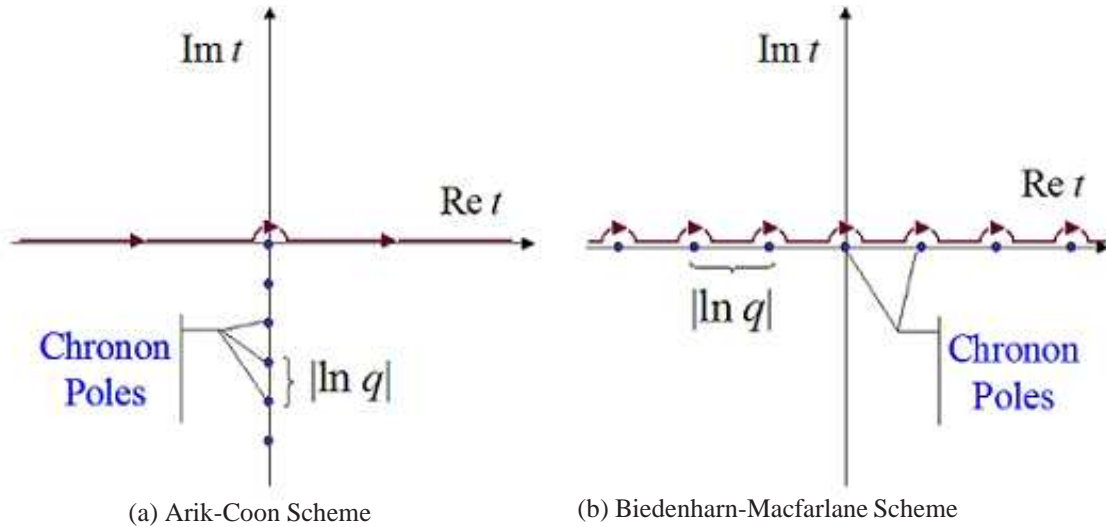 Im t
Re t
|ln q|
Chronon
Poles
(a) Arik-Coon Scheme
Im t
Re t
|ln q|
Chronon
Poles
(b) Biedenharn-Macfarlane Scheme